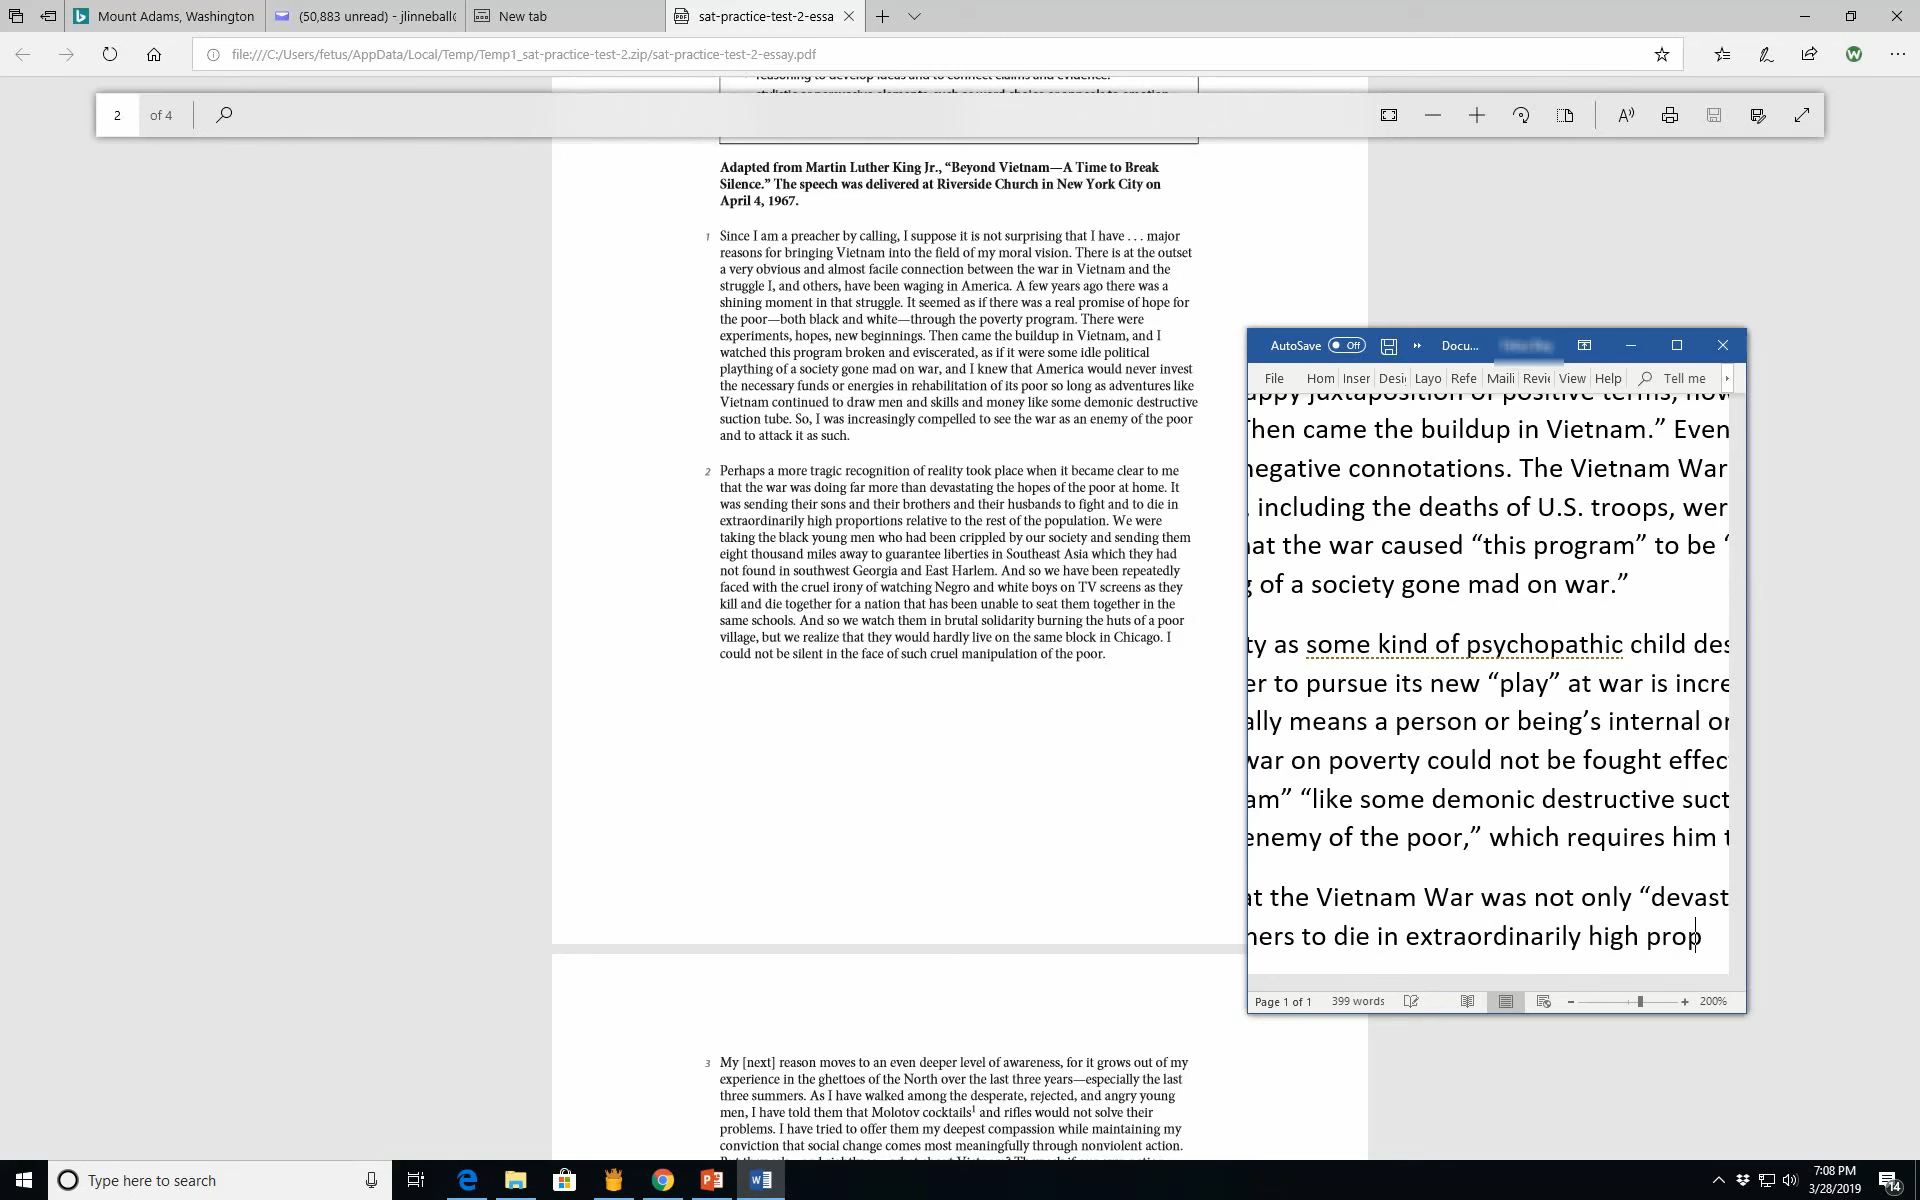 Mount Adams, Washington
(50,883 unread) - jlinneball
New tab
sat-practice-test-2-essa
file:///C:/Users/fetus/AppData/Local/Temp/Temp1_sat-practice-test-2.zip/sat-practice-test-2-essay.pdf
reasoning to develop ideas and to connect claims and evidence.
stylistic or persuasive elements, such as word choice or appeals to emotion,
2 of 4
Adapted from Martin Luther King Jr., “Beyond Vietnam—A Time to Break
Silence.” The speech was delivered at Riverside Church in New York City on
April 4, 1967.
1 Since I am a preacher by calling, I suppose it is not surprising that I have . . . major
reasons for bringing Vietnam into the field of my moral vision. There is at the outset
a very obvious and almost facile connection between the war in Vietnam and the
struggle I, and others, have been waging in America. A few years ago there was a
shining moment in that struggle. It seemed as if there was a real promise of hope for
the poor—both black and white—through the poverty program. There were
experiments, hopes, new beginnings. Then came the buildup in Vietnam, and I
watched this program broken and eviscerated, as if it were some idle political
plaything of a society gone mad on war, and I knew that America would never invest
the necessary funds or energies in rehabilitation of its poor so long as adventures like
Vietnam continued to draw men and skills and money like some demonic destructive
suction tube. So, I was increasingly compelled to see the war as an enemy of the poor
and to attack it as such.
2 Perhaps a more tragic recognition of reality took place when it became clear to me
that the war was doing far more than devastating the hopes of the poor at home. It
was sending their sons and their brothers and their husbands to fight and to die in
extraordinarily high proportions relative to the rest of the population. We were
taking the black young men who had been crippled by our society and sending them
eight thousand miles away to guarantee liberties in Southeast Asia which they had
not found in southwest Georgia and East Harlem. And so we have been repeatedly
faced with the cruel irony of watching Negro and white boys on TV screens as they
kill and die together for a nation that has been unable to seat them together in the
same schools. And so we watch them in brutal solidarity burning the huts of a poor
village, but we realize that they would hardly live on the same block in Chicago. I
could not be silent in the face of such cruel manipulation of the poor.
3 My [next] reason moves to an even deeper level of awareness, for it grows out of my
experience in the ghettoes of the North over the last three years—especially the last
three summers. As I have walked among the desperate, rejected, and angry young
men, I have told them that Molotov cocktails1 and rifles would not solve their
problems. I have tried to offer them my deepest compassion while maintaining my
conviction that social change comes most meaningfully through nonviolent action.
AutoSave Off Docu...
File Hom Inser Desi Layo Refe Maili Revie View Help Tell me
appy juxtaposition of positive terms, how
Then came the buildup in Vietnam.” Even
negative connotations. The Vietnam War
, including the deaths of U.S. troops, wer
hat the war caused “this program” to be “
g of a society gone mad on war.”
ty as some kind of psychopathic child des
er to pursue its new “play” at war is incre
ally means a person or being’s internal or
war on poverty could not be fought effec
am” “like some demonic destructive suct
enemy of the poor,” which requires him t
at the Vietnam War was not only “devast
hers to die in extraordinarily high prop
Page 1 of 1 399 words 200%
Type here to search
7:08 PM
3/28/2019
14